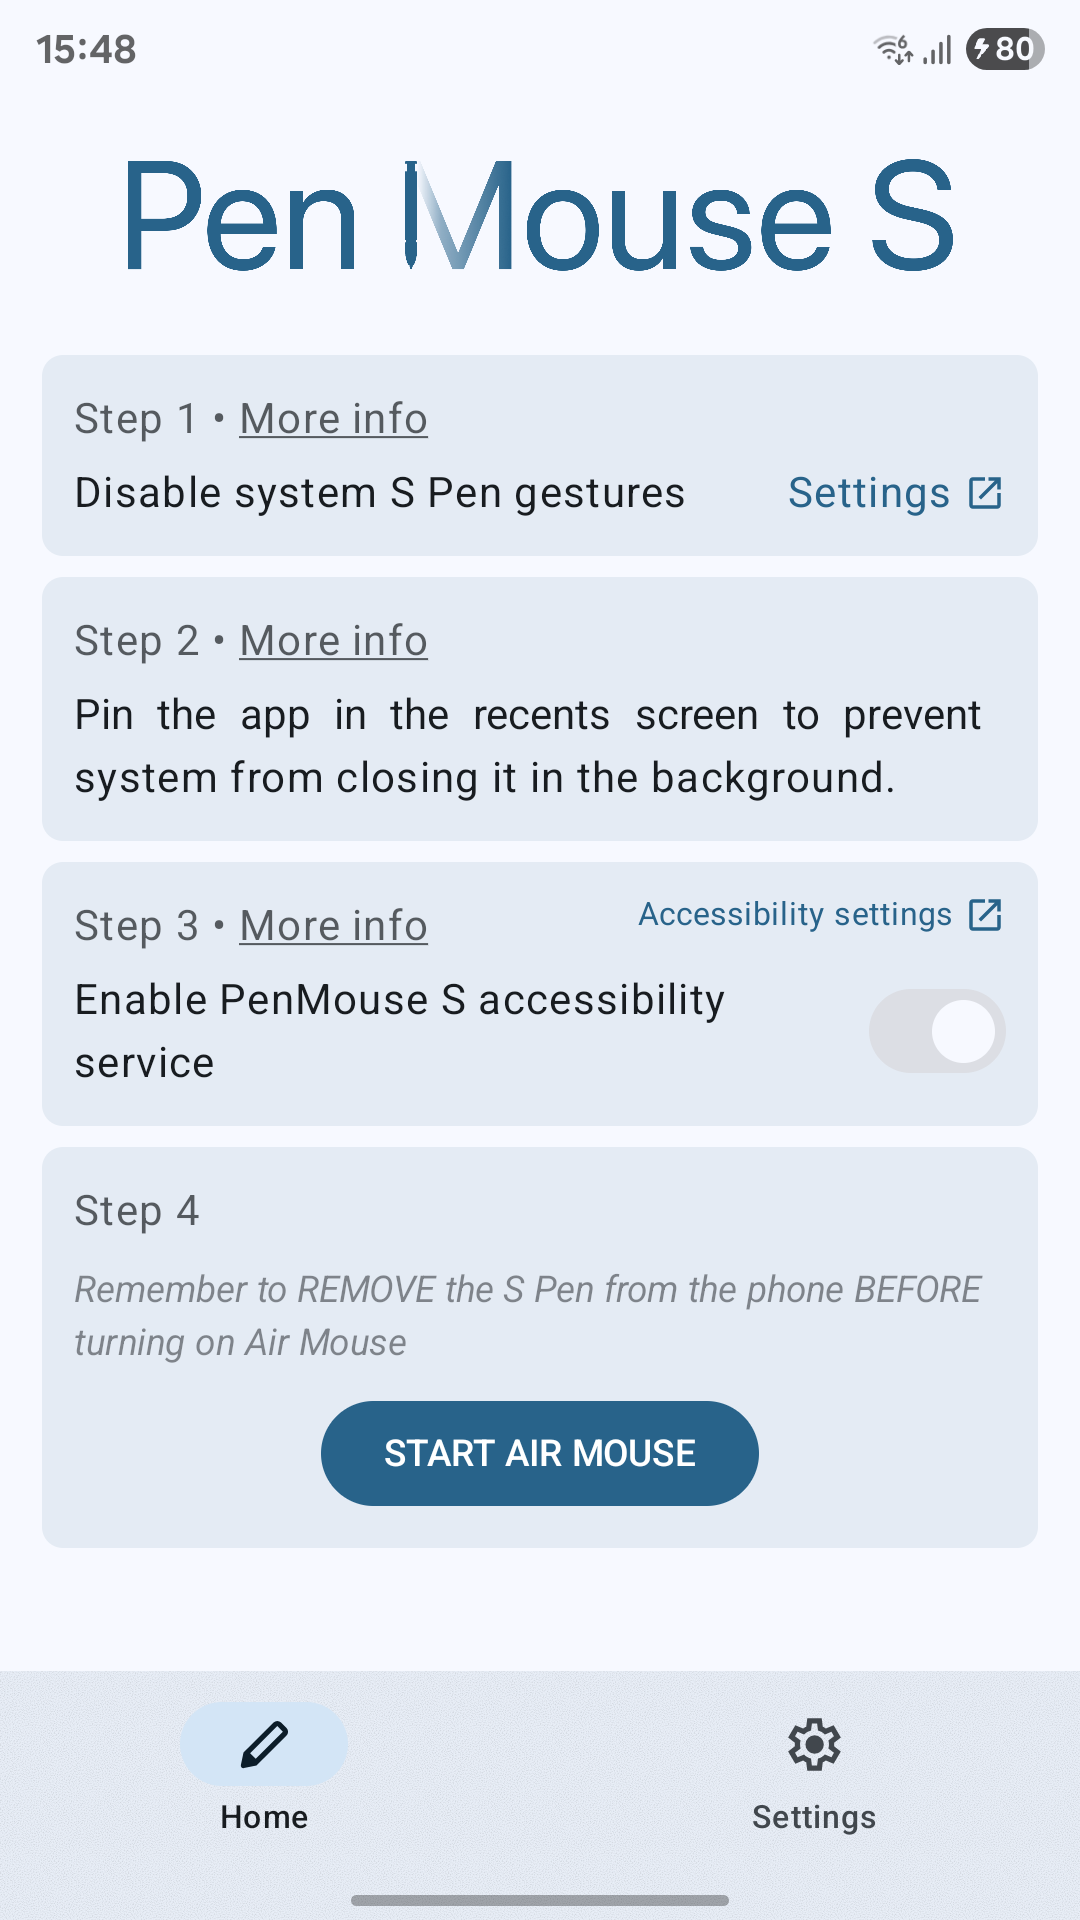 15:48
6 80
Pen Mouse S
Step 1 • More info
Disable system S Pen gestures
Settings
Step 2 • More info
Pin the app in the recents screen to prevent
system from closing it in the background.
Step 3 • More info
Accessibility settings
Enable PenMouse S accessibility
service
Step 4
Remember to REMOVE the S Pen from the phone BEFORE
turning on Air Mouse
START AIR MOUSE
Home
Settings